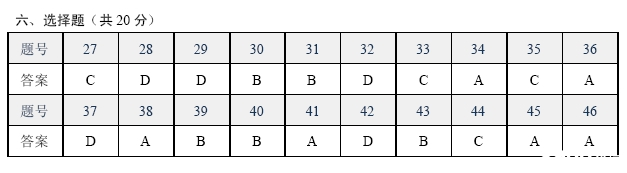 六、选择题（共 20 分）
题号 27 28 29 30 31 32 33 34 35 36
答案 C D D B B D C A C A
题号 37 38 39 40 41 42 43 44 45 46
答案 D A B B A D B C A A